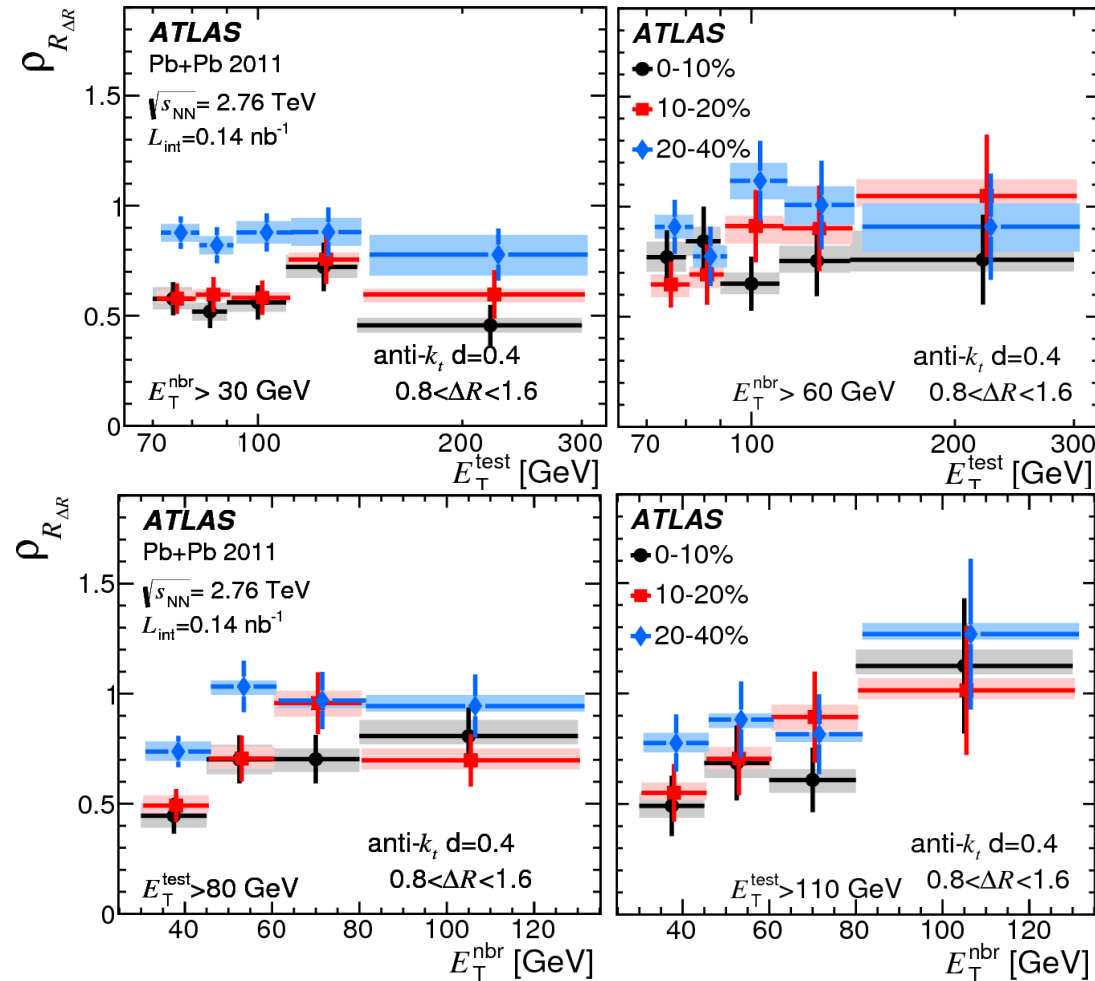 ATLAS
Pb+Pb 2011
√s_NN = 2.76 TeV
L_int=0.14 nb⁻¹
ρ_R_ΔR
1.5
1
0.5
0
E_T^nbr > 30 GeV
anti-k_t d=0.4
0.8<ΔR<1.6
70 100 200 300
E_T^test [GeV]
ATLAS
0-10%
10-20%
20-40%
E_T^nbr > 60 GeV
anti-k_t d=0.4
0.8<ΔR<1.6
70 100 200 300
E_T^test [GeV]
ATLAS
Pb+Pb 2011
√s_NN = 2.76 TeV
L_int=0.14 nb⁻¹
ρ_R_ΔR
1.5
1
0.5
0
E_T^test >80 GeV
anti-k_t d=0.4
0.8<ΔR<1.6
40 60 80 100 120
E_T^nbr [GeV]
ATLAS
0-10%
10-20%
20-40%
E_T^test >110 GeV
anti-k_t d=0.4
0.8<ΔR<1.6
40 60 80 100 120
E_T^nbr [GeV]